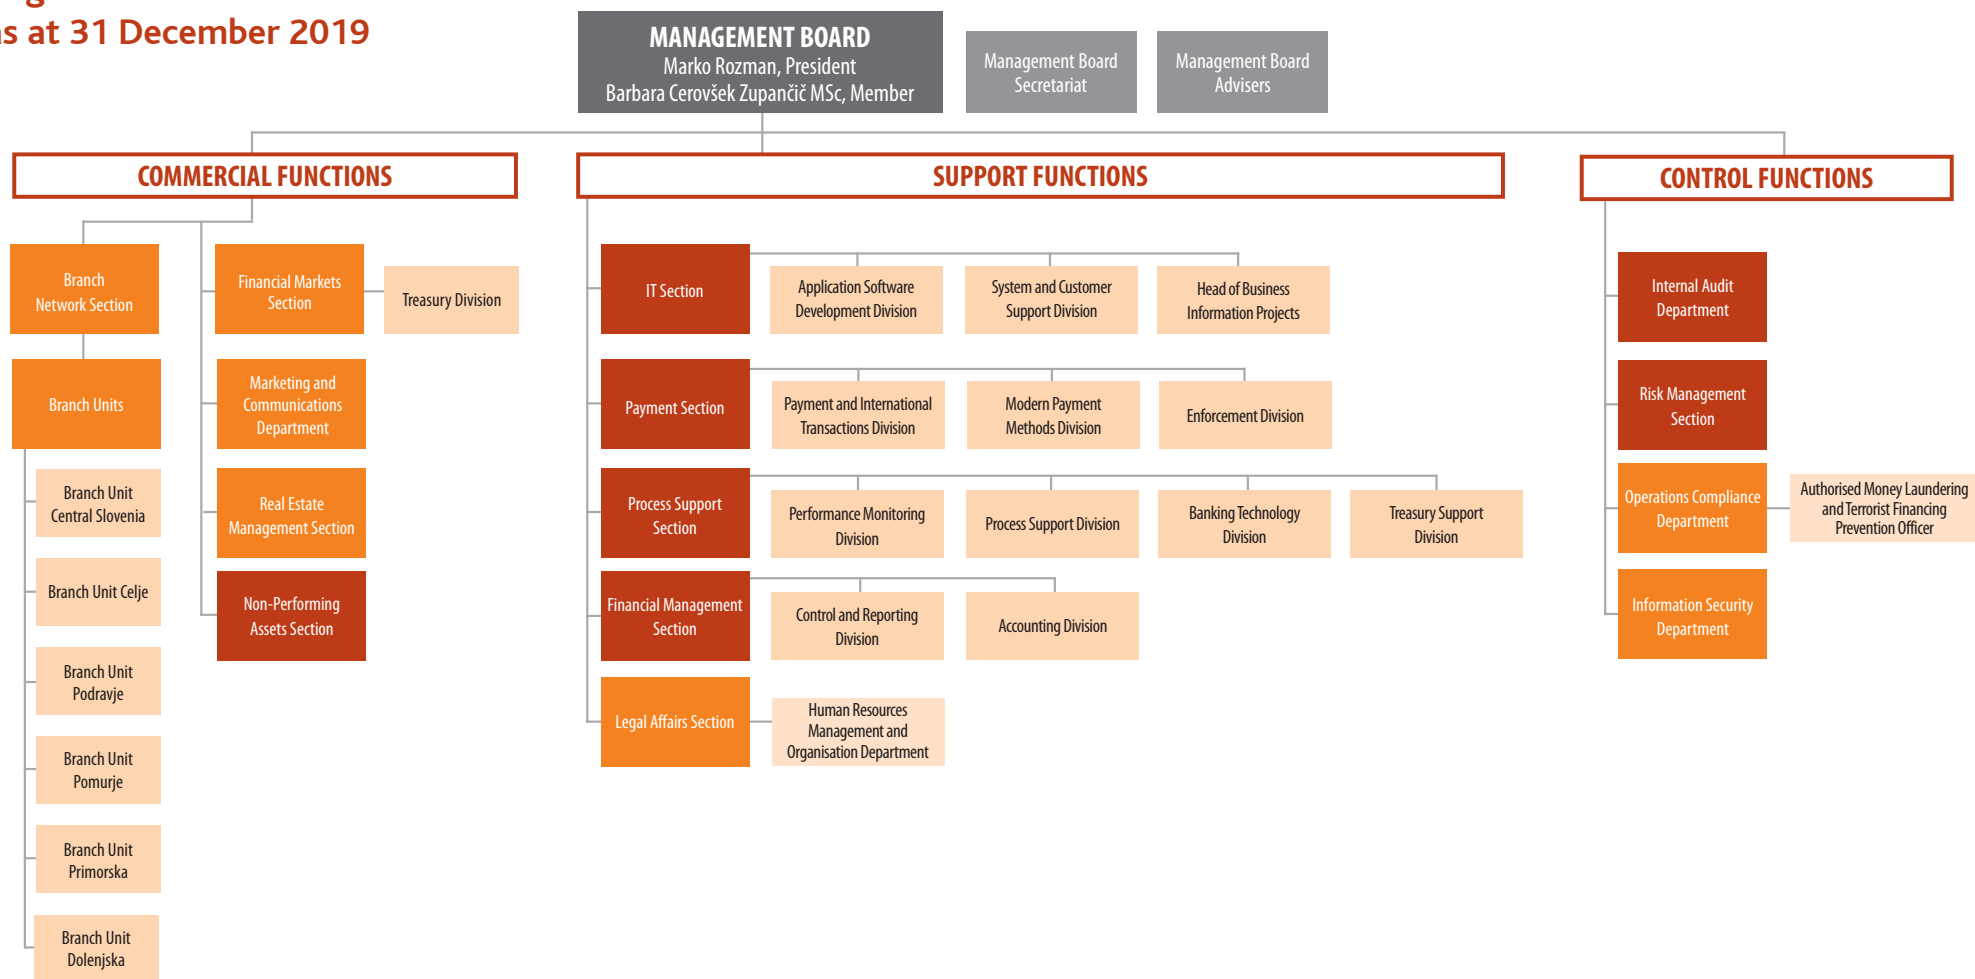 as at 31 December 2019
MANAGEMENT BOARD
Marko Rozman, President
Barbara Cerovšek Zupančič MSc, Member
Management Board
Secretariat
Management Board
Advisers
COMMERCIAL FUNCTIONS
Branch
Network Section
Financial Markets
Section
Treasury Division
Branch Units
Marketing and
Communications
Department
Branch Unit
Central Slovenia
Real Estate
Management Section
Branch Unit Celje
Non-Performing
Assets Section
Branch Unit
Podravje
Branch Unit
Pomurje
Branch Unit
Primorska
Branch Unit
Dolenjska
SUPPORT FUNCTIONS
IT Section
Application Software
Development Division
System and Customer
Support Division
Head of Business
Information Projects
Payment Section
Payment and International
Transactions Division
Modern Payment
Methods Division
Enforcement Division
Process Support
Section
Performance Monitoring
Division
Process Support Division
Banking Technology
Division
Treasury Support
Division
Financial Management
Section
Control and Reporting
Division
Accounting Division
Legal Affairs Section
Human Resources
Management and
Organisation Department
CONTROL FUNCTIONS
Internal Audit
Department
Risk Management
Section
Operations Compliance
Department
Authorised Money Laundering
and Terrorist Financing
Prevention Officer
Information Security
Department